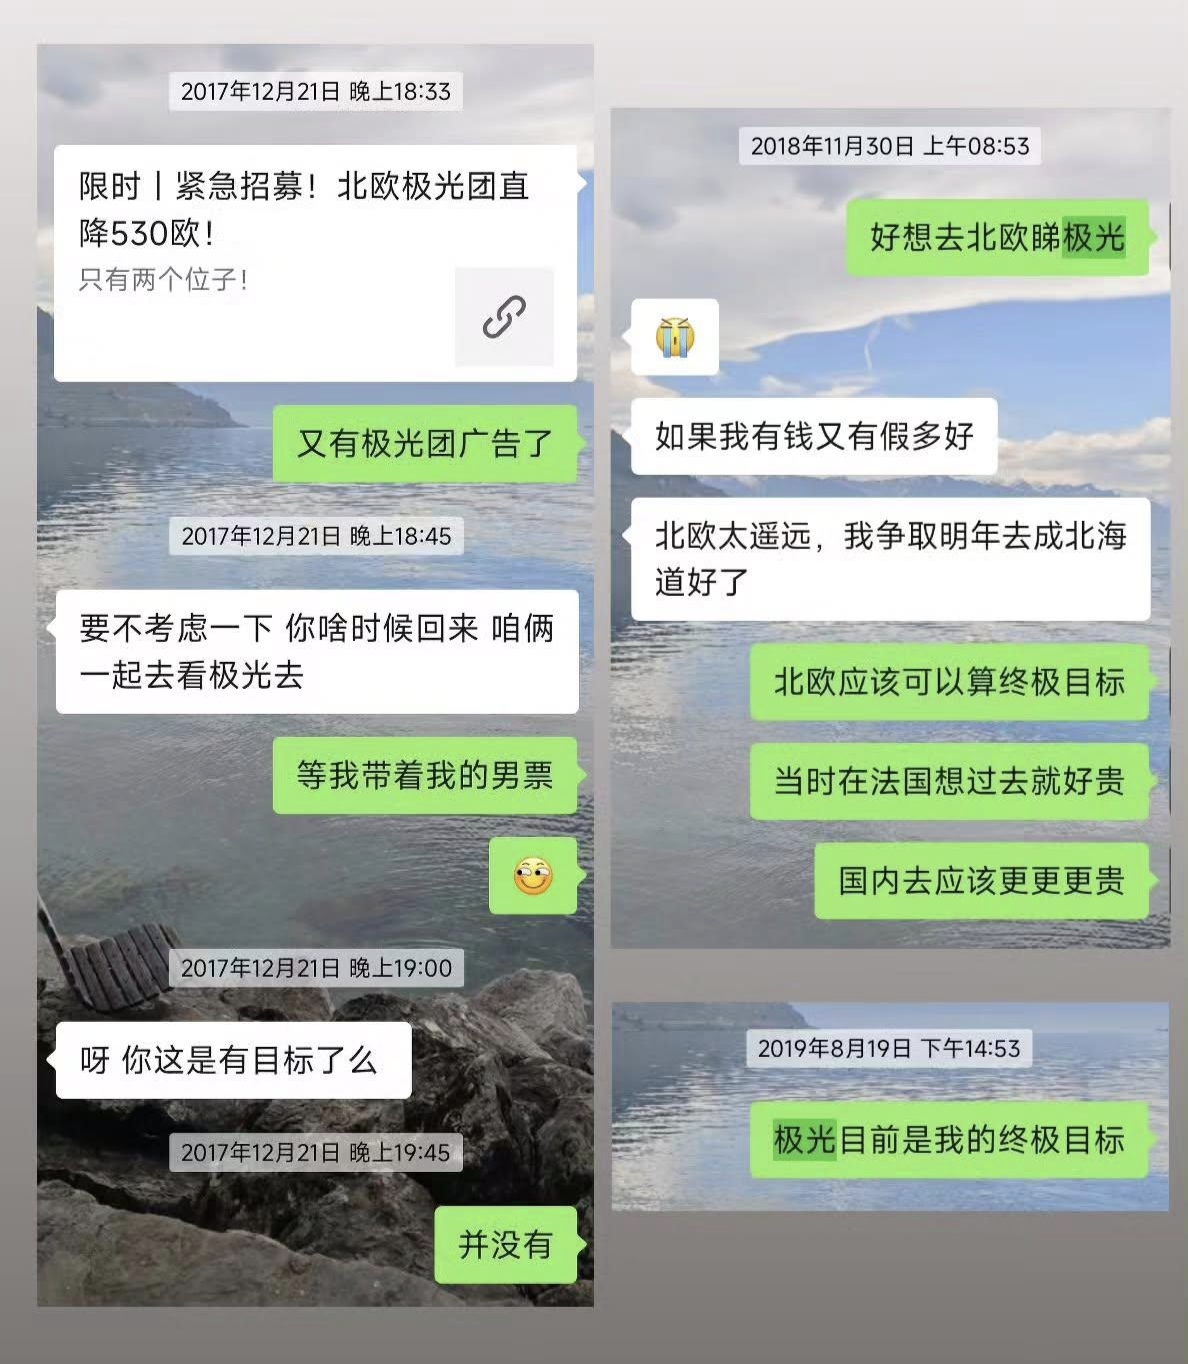 2017年12月21日 晚上18:33
限时丨紧急招募！北欧极光团直
降530欧！
只有两个位子！
又有极光团广告了
2017年12月21日 晚上18:45
要不考虑一下 你啥时候回来 咱俩
一起去看极光去
等我带着我的男票
2017年12月21日 晚上19:00
呀 你这是有目标了么
2017年12月21日 晚上19:45
并没有
2018年11月30日 上午08:53
好想去北欧睇极光
如果我有钱又有假多好
北欧太遥远，我争取明年去成北海
道好了
北欧应该可以算终极目标
当时在法国想过去就好贵
国内去应该更更更贵
2019年8月19日 下午14:53
极光目前是我的终极目标